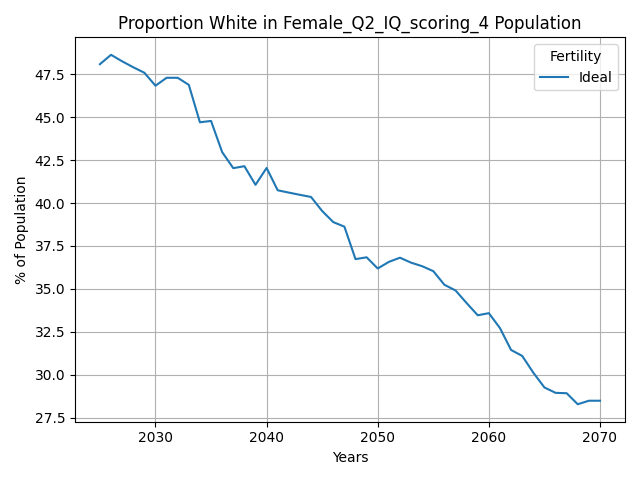 Proportion White in Female_Q2_IQ_scoring_4 Population
Fertility
Ideal
% of Population
47.5
45.0
42.5
40.0
37.5
35.0
32.5
30.0
27.5
2030 2040 2050 2060 2070
Years